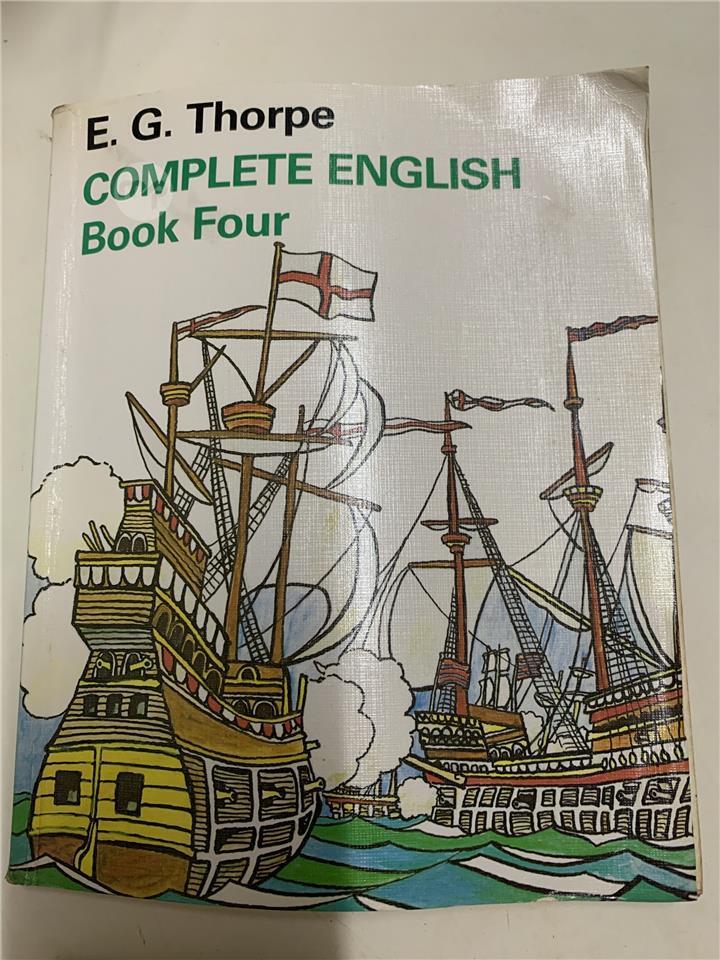 E. G. Thorpe
COMPLETE ENGLISH
Book Four